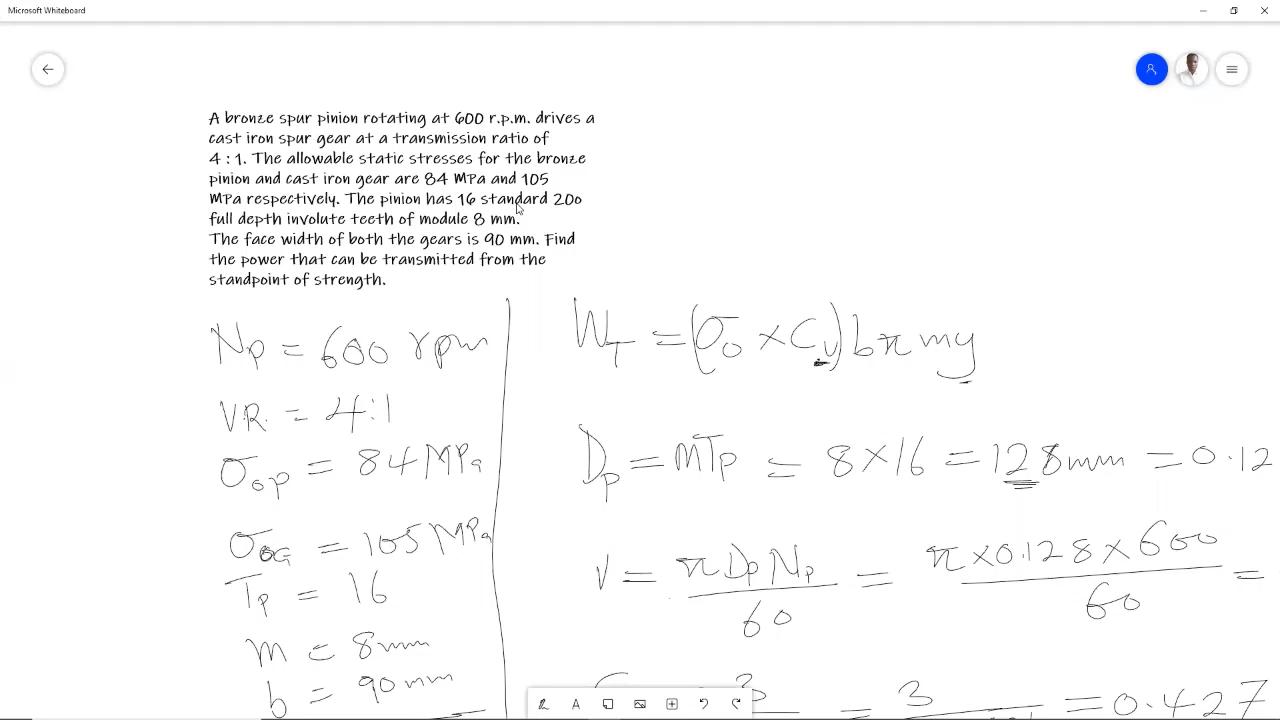 Microsoft Whiteboard
A bronze spur pinion rotating at 600 r.p.m. drives a
cast iron spur gear at a transmission ratio of
4 : 1. The allowable static stresses for the bronze
pinion and cast iron gear are 84 MPa and 105
MPa respectively. The pinion has 16 standard 20o
full depth involute teeth of module 8 mm.
The face width of both the gears is 90 mm. Find
the power that can be transmitted from the
standpoint of strength.
Np = 600 rpm
V.R. = 4:1
σop = 84 MPa
σOG = 105 MPa
Tp = 16
m = 8mm
b = 90mm
WT = (σo × Cv) b π m y
Dp = mTp = 8×16 = 128mm = 0.12
V = π Dp Np / 60 = π × 0.128 × 600 / 60 =
= 3 = 0.427